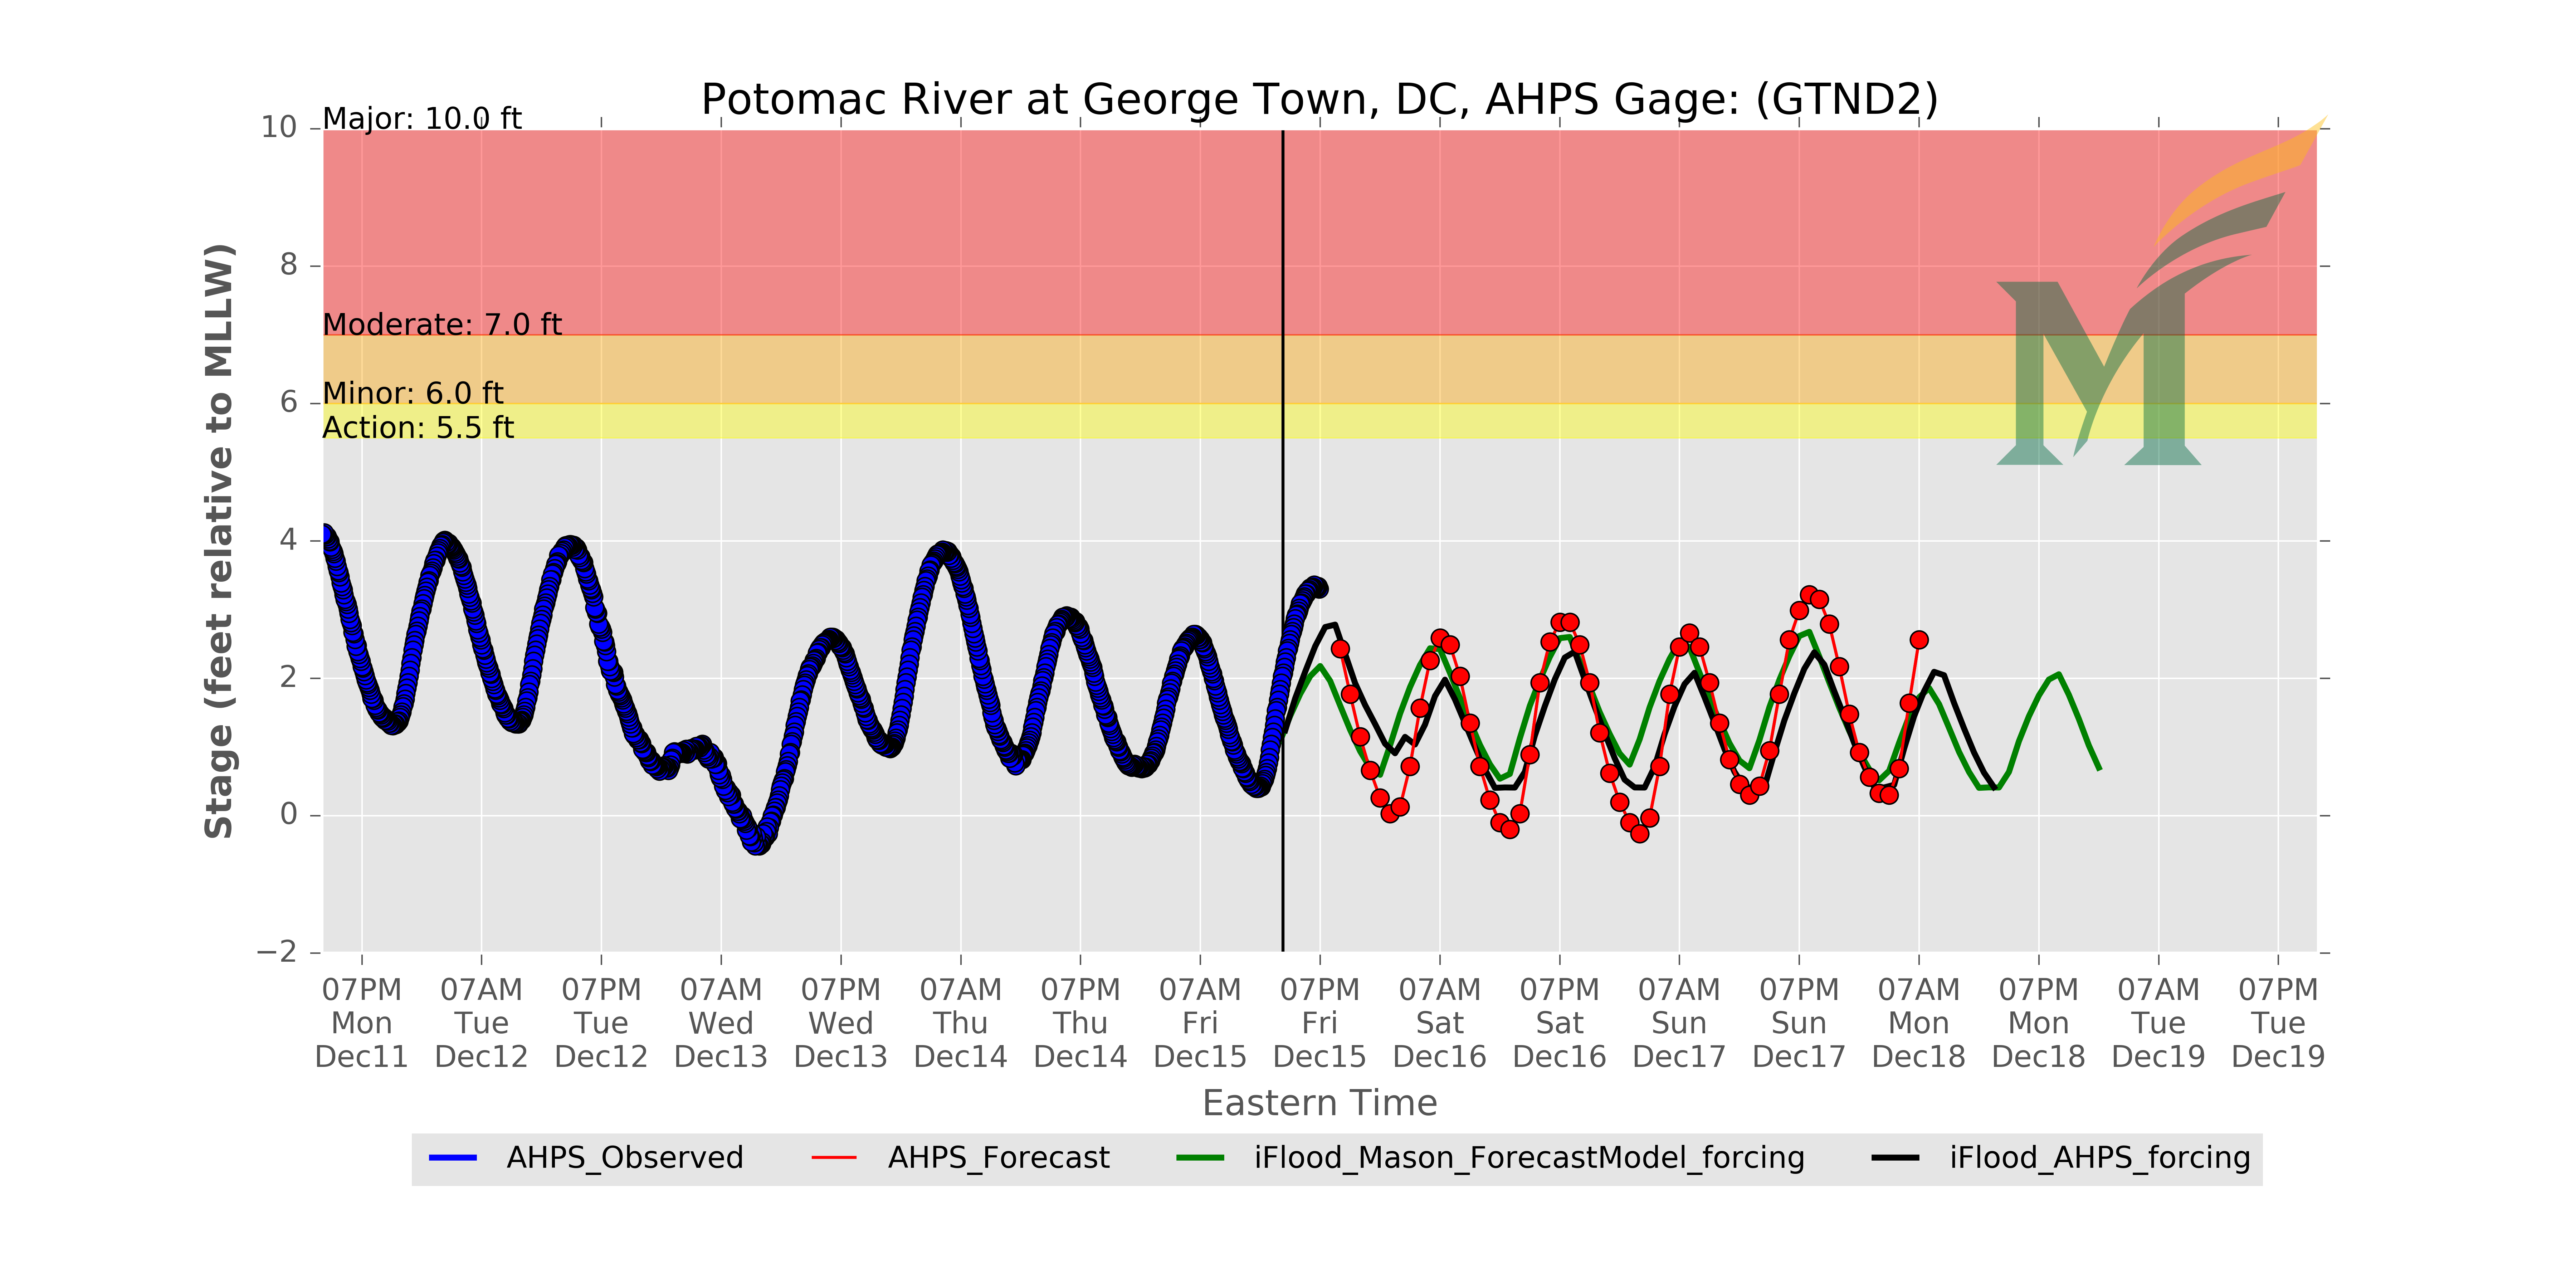 Potomac River at George Town, DC, AHPS Gage: (GTND2)
Major: 10.0 ft
Moderate: 7.0 ft
Minor: 6.0 ft
Action: 5.5 ft
10
8
6
4
2
0
−2
Stage (feet relative to MLLW)
07PM 07AM 07PM 07AM 07PM 07AM 07PM 07AM 07PM 07AM 07PM 07AM 07PM 07AM 07PM 07AM 07PM
Mon Tue Tue Wed Wed Thu Thu Fri Fri Sat Sat Sun Sun Mon Mon Tue Tue
Dec11 Dec12 Dec12 Dec13 Dec13 Dec14 Dec14 Dec15 Dec15 Dec16 Dec16 Dec17 Dec17 Dec18 Dec18 Dec19 Dec19
Eastern Time
AHPS_Observed AHPS_Forecast iFlood_Mason_ForecastModel_forcing iFlood_AHPS_forcing
M